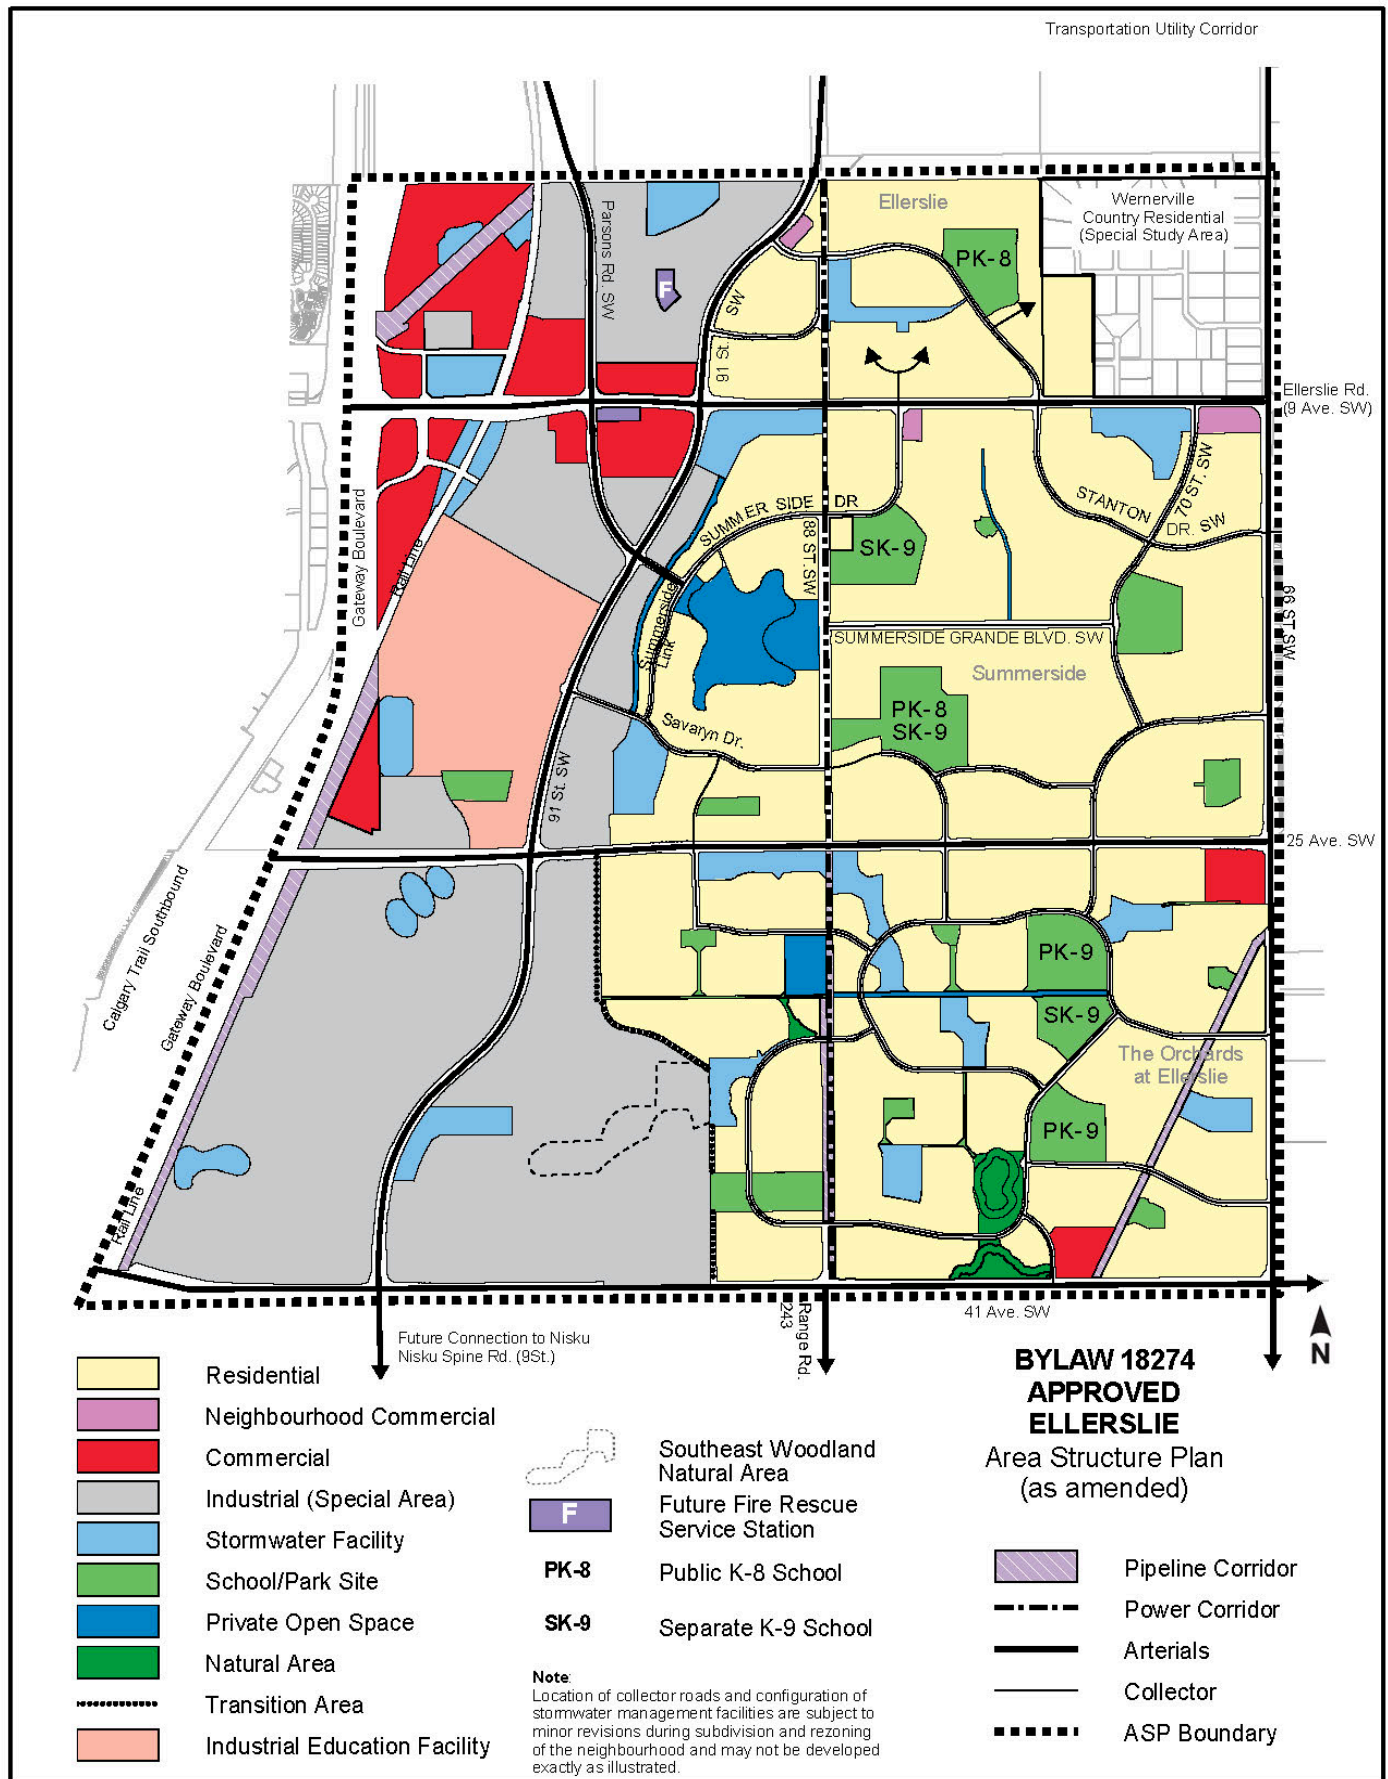 Transportation Utility Corridor
Ellerslie
Wernerville
Country Residential
(Special Study Area)
Parsons Rd. SW
PK-8
F
SW
91 St.
Ellerslie Rd.
(9 Ave. SW)
Gateway Boulevard
Rail Line
SUMMER SIDE DR
88 ST. SW
STANTON
DR. SW
70 ST. SW
SK-9
66 ST SW
Summerside
Link
SUMMERSIDE GRANDE BLVD. SW
Summerside
PK-8
SK-9
Savaryn Dr.
91 St. SW
25 Ave. SW
Calgary Trail Southbound
Gateway Boulevard
PK-9
SK-9
The Orchards
at Ellerslie
PK-9
Rail Line
41 Ave. SW
Range Rd.
243
Future Connection to Nisku
Nisku Spine Rd. (9St.)
N
Residential
Neighbourhood Commercial
Commercial
Industrial (Special Area)
Stormwater Facility
School/Park Site
Private Open Space
Natural Area
Transition Area
Industrial Education Facility
Southeast Woodland
Natural Area
F
Future Fire Rescue
Service Station
PK-8
Public K-8 School
SK-9
Separate K-9 School
Note:
Location of collector roads and configuration of
stormwater management facilities are subject to
minor revisions during subdivision and rezoning
of the neighbourhood and may not be developed
exactly as illustrated.
BYLAW 18274
APPROVED
ELLERSLIE
Area Structure Plan
(as amended)
Pipeline Corridor
Power Corridor
Arterials
Collector
ASP Boundary